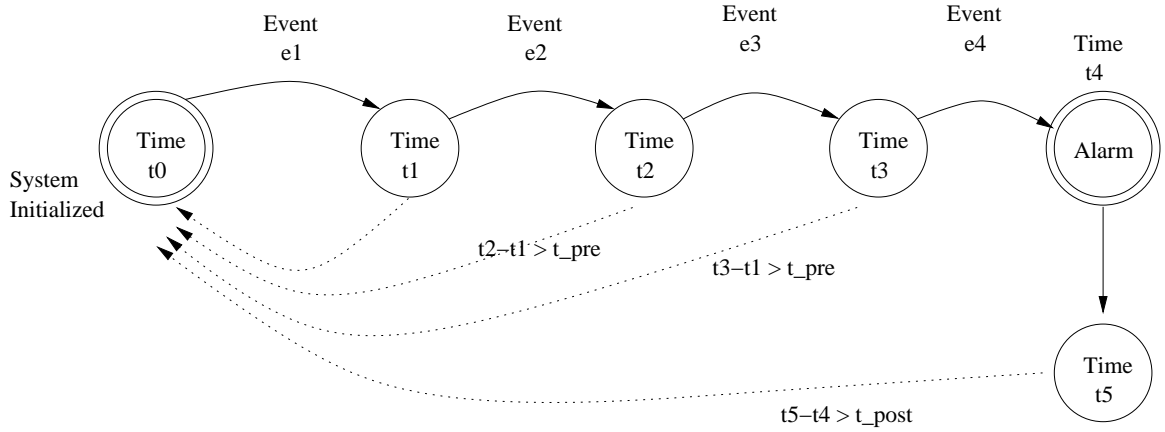 Event
e1
Event
e2
Event
e3
Event
e4
Time
t4
Time
t0
Time
t1
Time
t2
Time
t3
Alarm
System
Initialized
t2–t1 > t_pre
t3–t1 > t_pre
Time
t5
t5–t4 > t_post